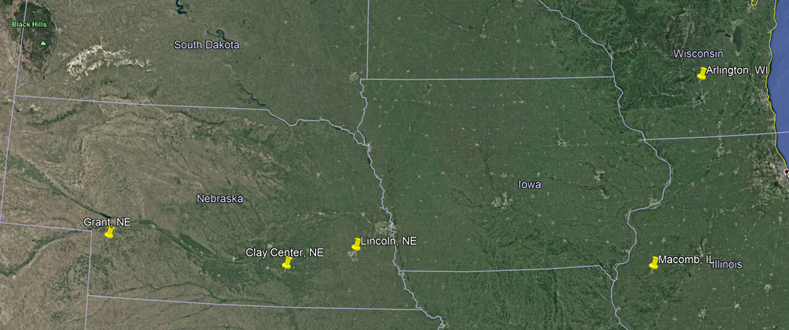 Black Hills
South Dakota
Wisconsin
Arlington, WI
Nebraska
Iowa
Grant, NE
Clay Center, NE
Lincoln, NE
Macomb, IL
Illinois